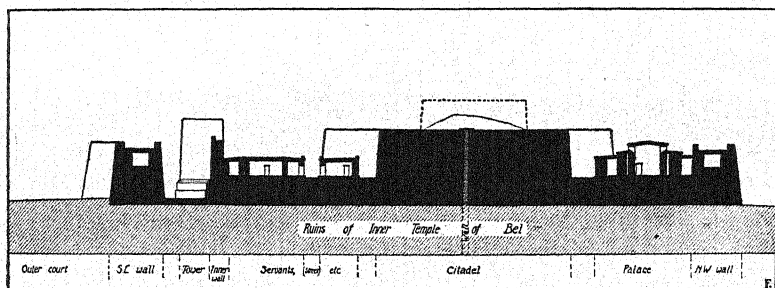 Ruins of Inner Temple of Bel
Outer court S.E. wall Tower Inner wall Servants, etc Citadel Palace N.W. wall